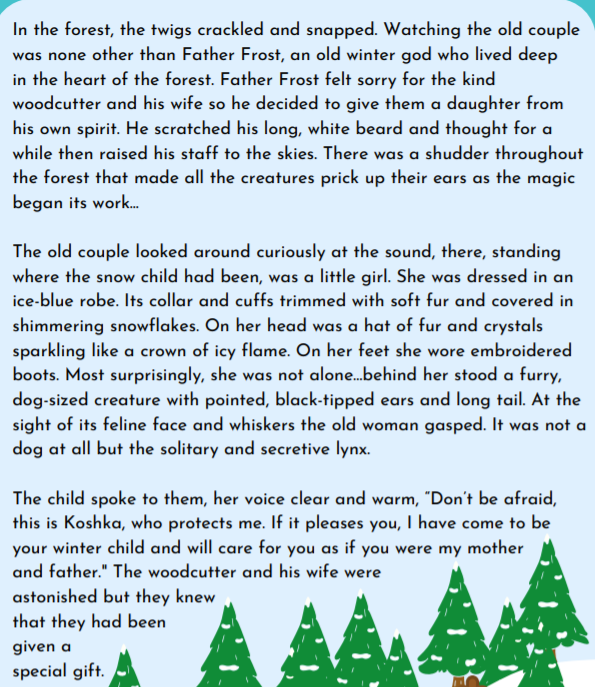 In the forest, the twigs crackled and snapped. Watching the old couple
was none other than Father Frost, an old winter god who lived deep
in the heart of the forest. Father Frost felt sorry for the kind
woodcutter and his wife so he decided to give them a daughter from
his own spirit. He scratched his long, white beard and thought for a
while then raised his staff to the skies. There was a shudder throughout
the forest that made all the creatures prick up their ears as the magic
began its work...
The old couple looked around curiously at the sound, there, standing
where the snow child had been, was a little girl. She was dressed in an
ice-blue robe. Its collar and cuffs trimmed with soft fur and covered in
shimmering snowflakes. On her head was a hat of fur and crystals
sparkling like a crown of icy flame. On her feet she wore embroidered
boots. Most surprisingly, she was not alone...behind her stood a furry,
dog-sized creature with pointed, black-tipped ears and long tail. At the
sight of its feline face and whiskers the old woman gasped. It was not a
dog at all but the solitary and secretive lynx.
The child spoke to them, her voice clear and warm, "Don't be afraid,
this is Koshka, who protects me. If it pleases you, I have come to be
your winter child and will care for you as if you were my mother
and father." The woodcutter and his wife were
astonished but they knew
that they had been
given a
special gift.